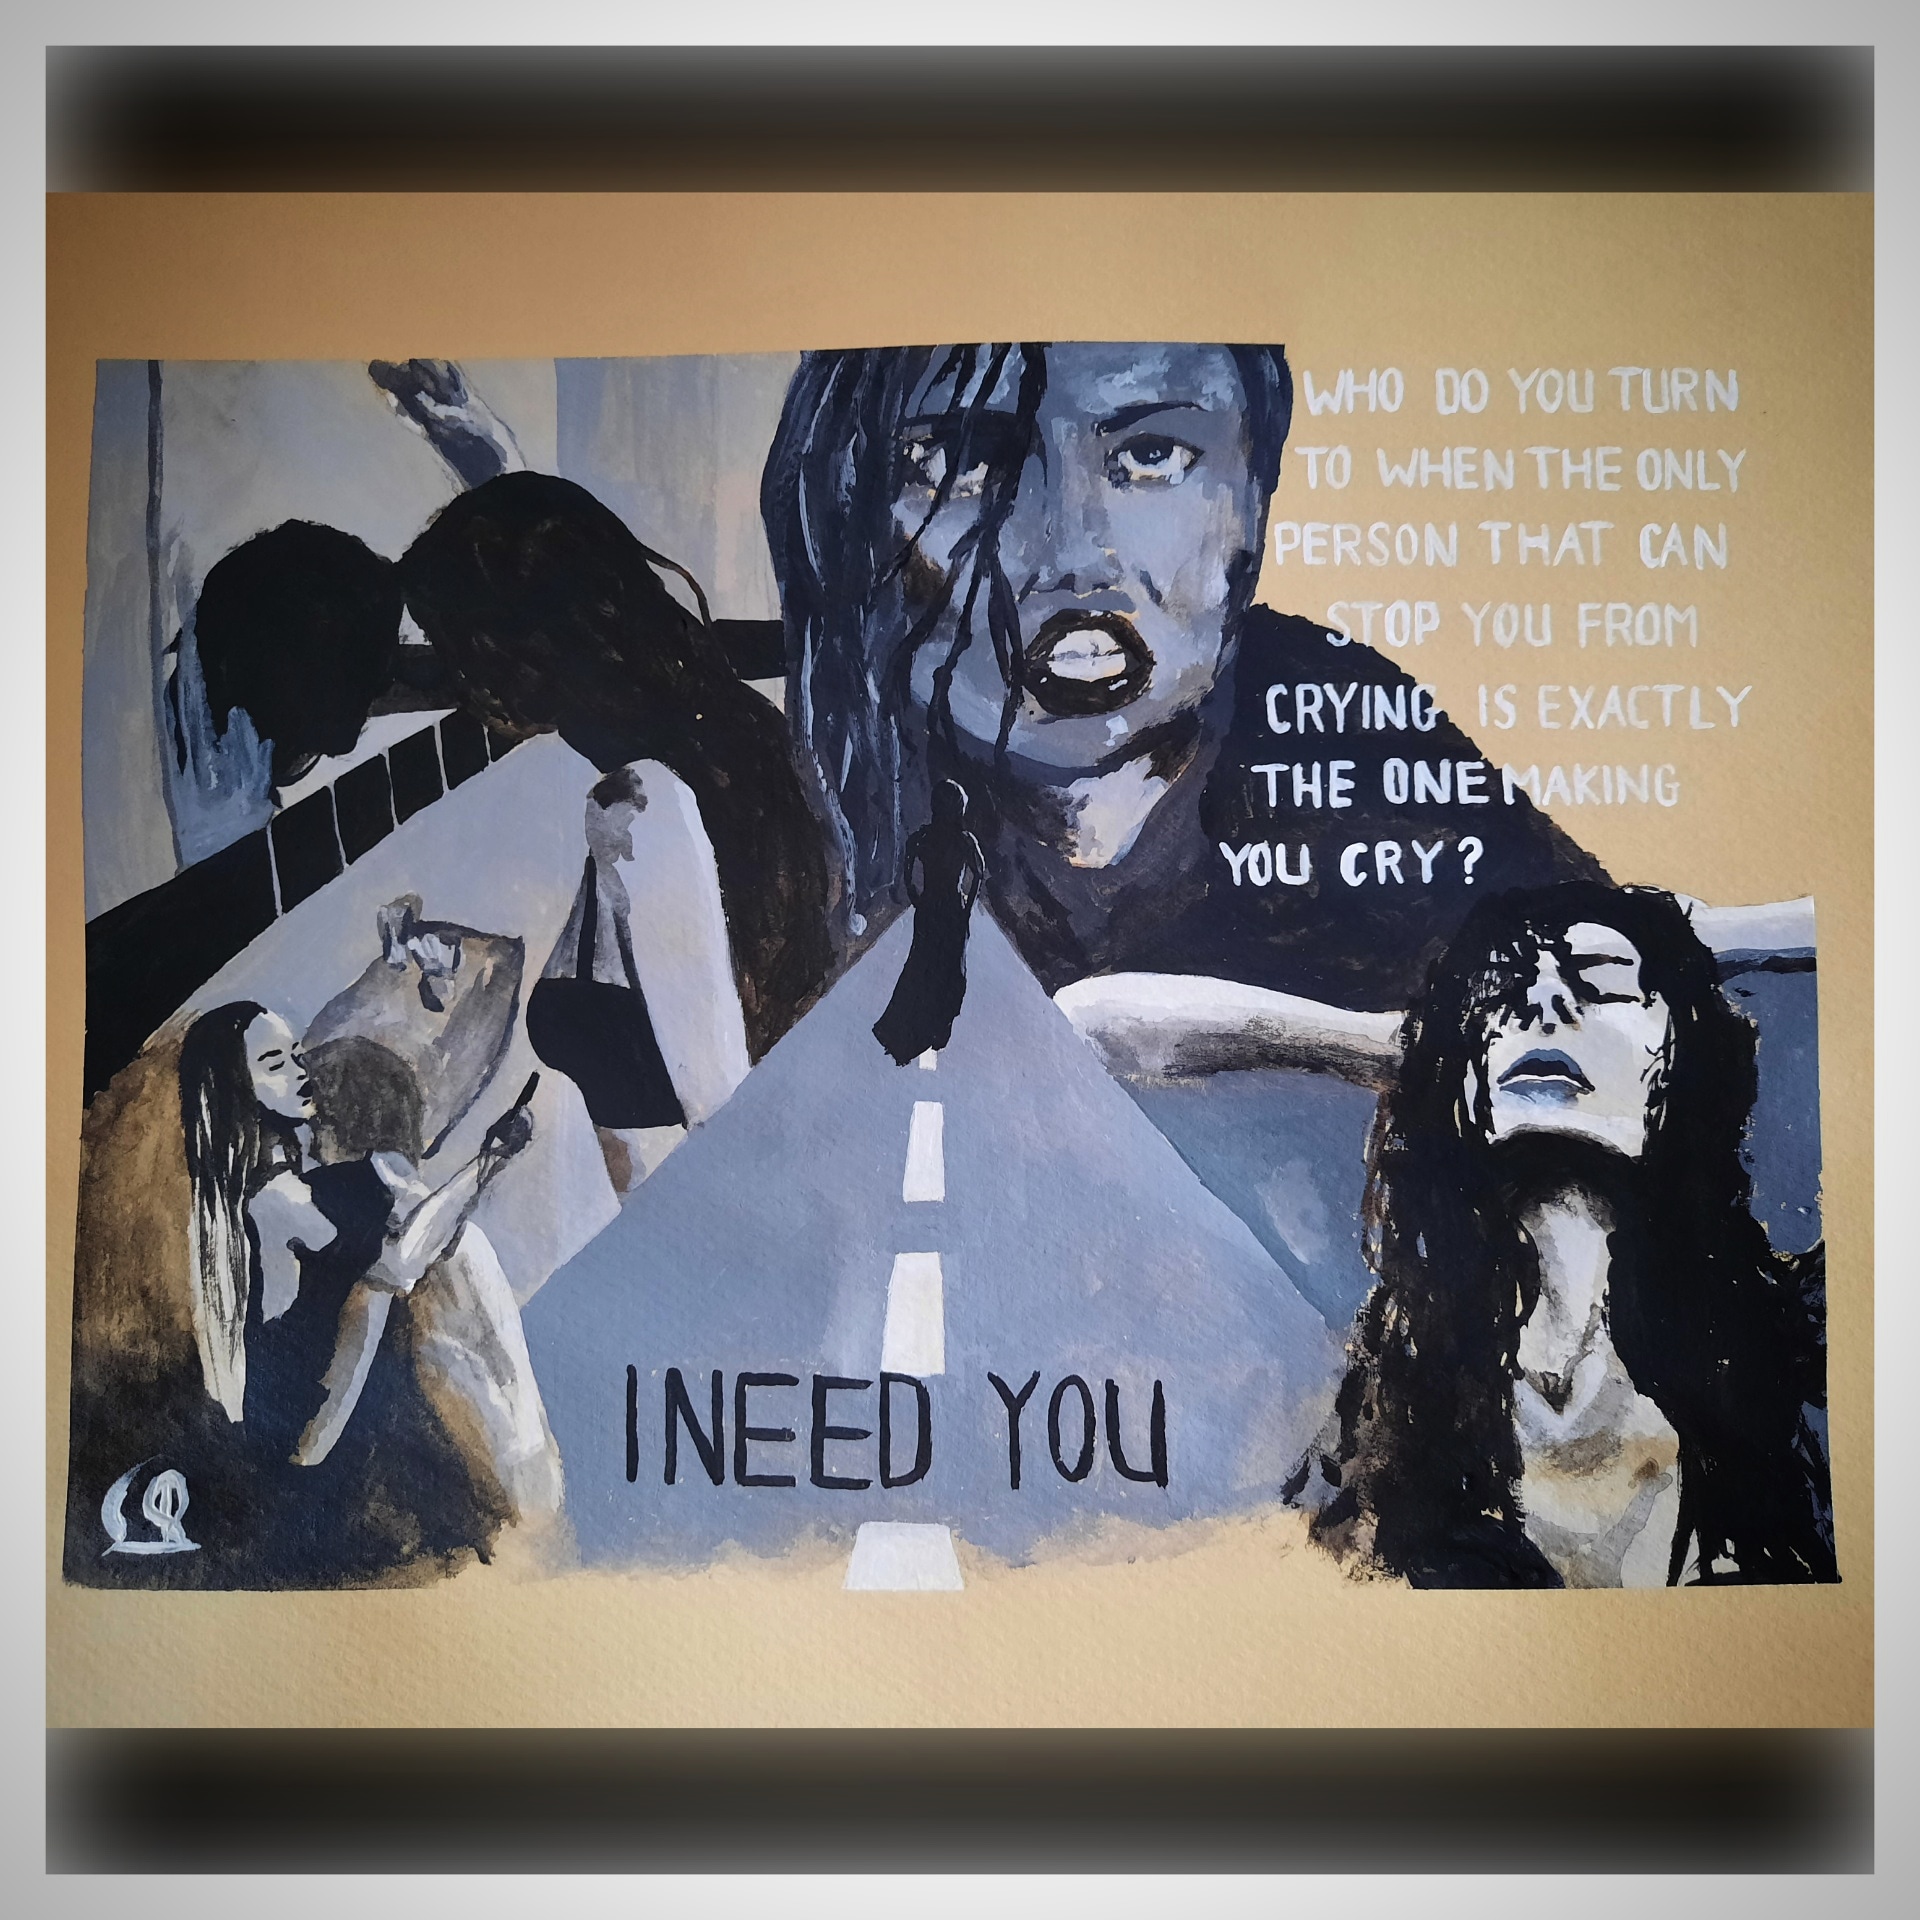 WHO DO YOU TURN
TO WHEN THE ONLY
PERSON THAT CAN
STOP YOU FROM
CRYING IS EXACTLY
THE ONE MAKING
YOU CRY?
I NEED YOU